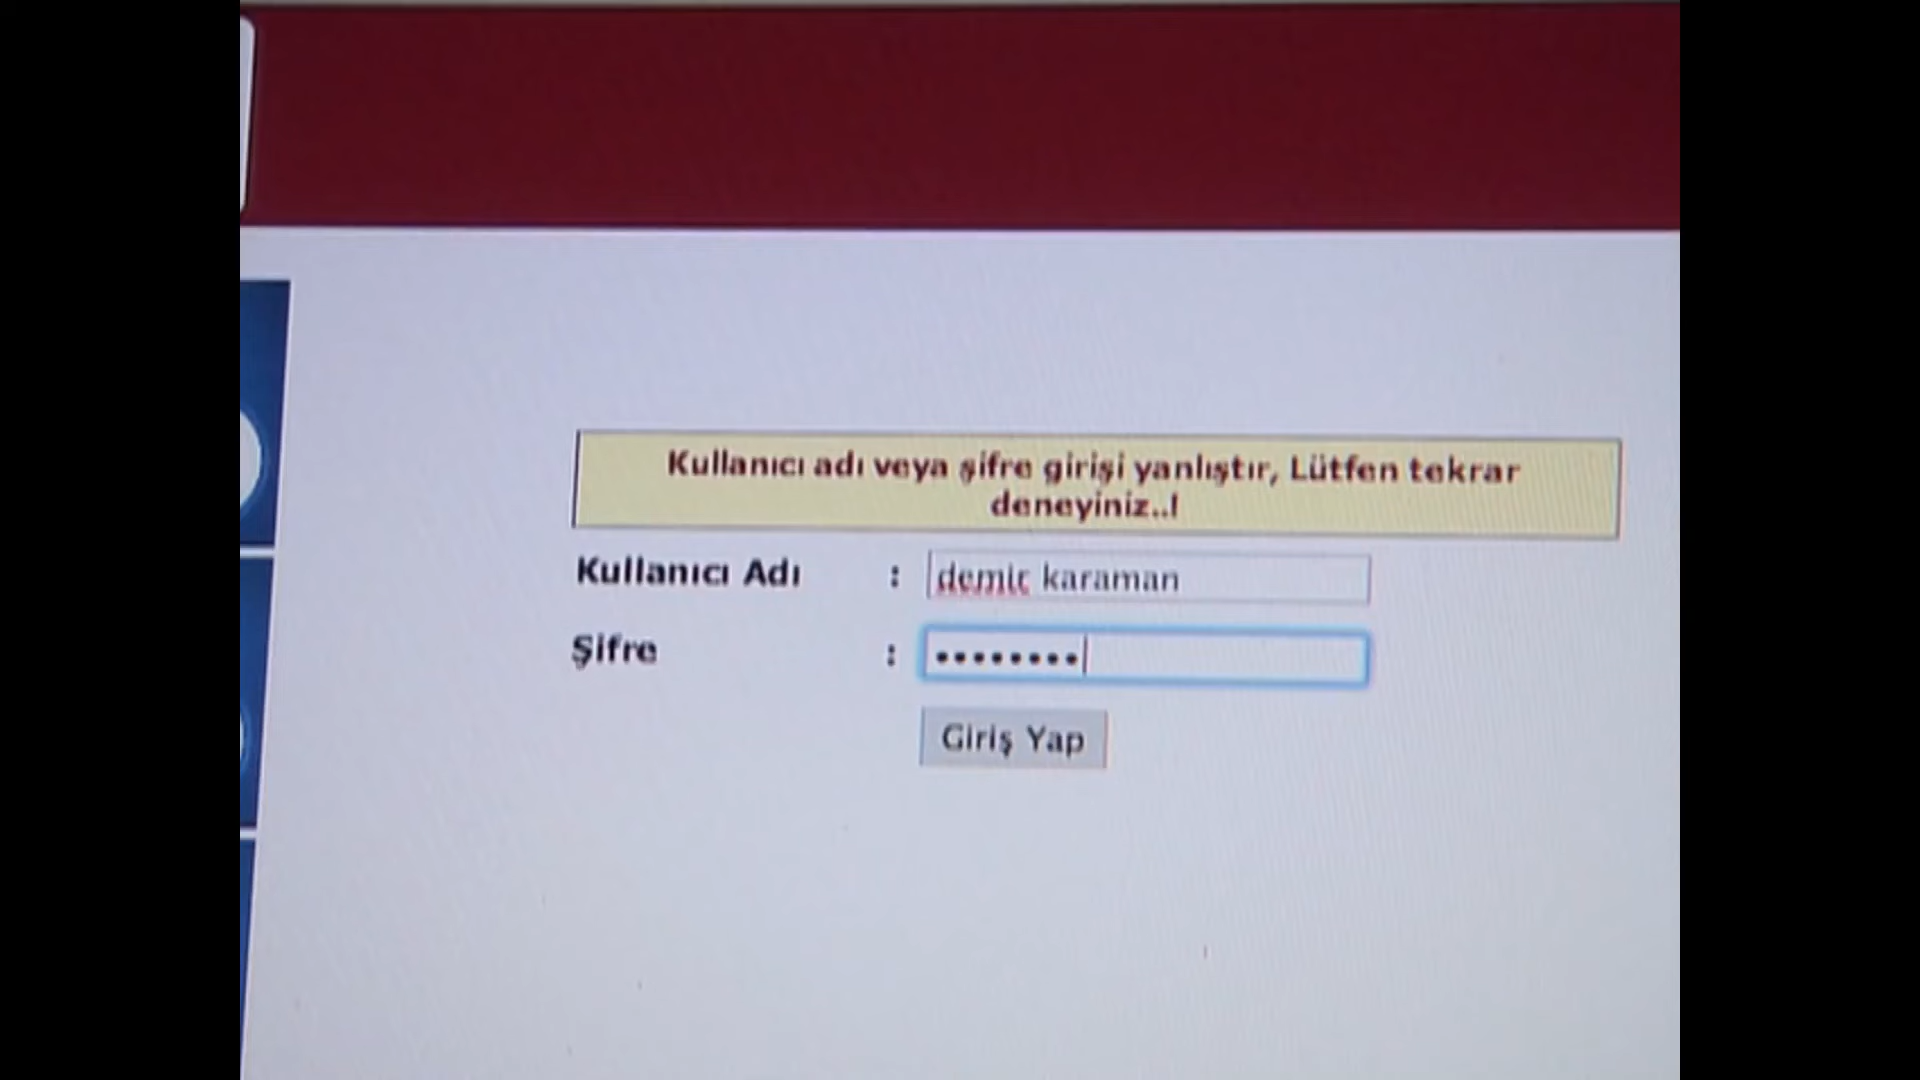 Kullanıcı adı veya şifre girişi yanlıştır, Lütfen tekrar
deneyiniz..!
Kullanıcı Adı : demir karaman
Şifre : ••••••••
Giriş Yap